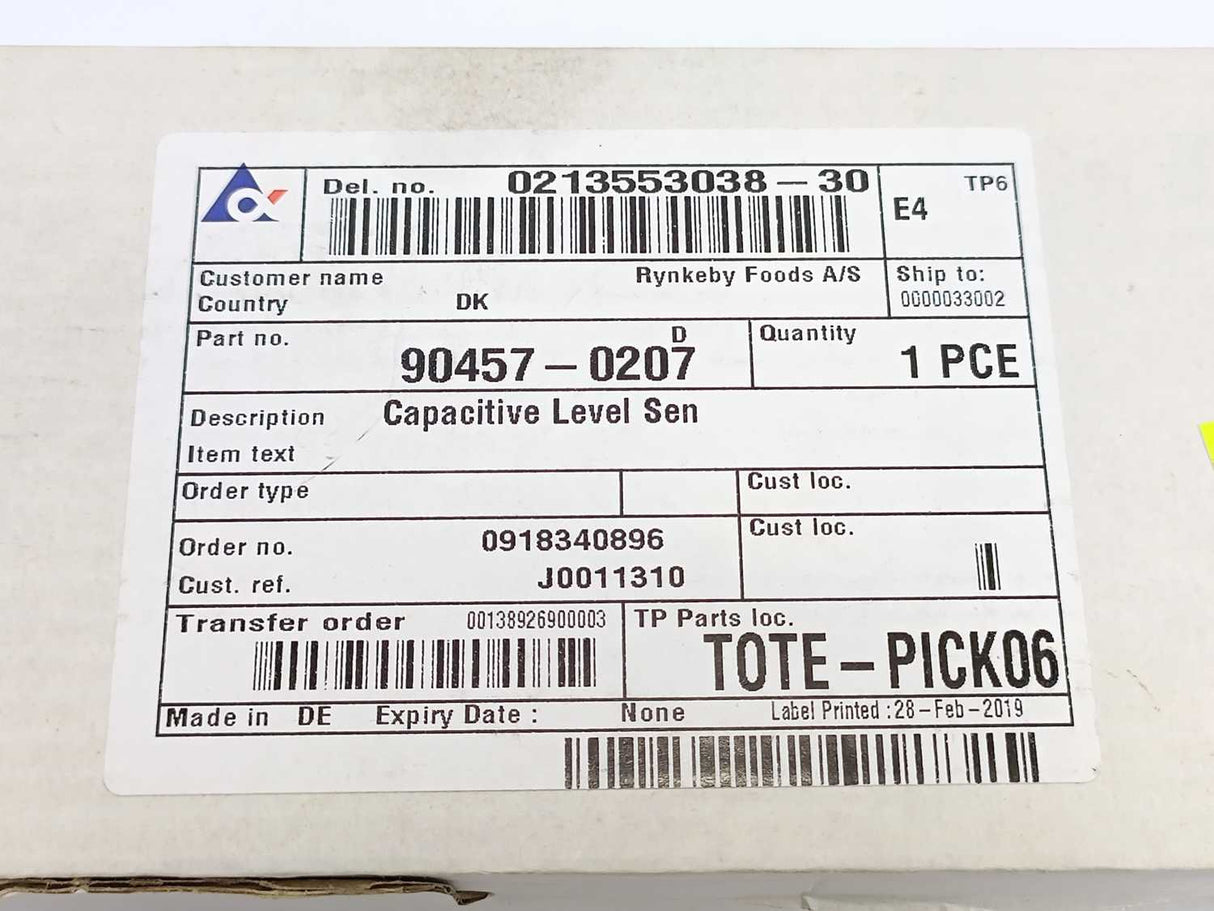 Del. no. 0213553038-30
TP6
E4
Customer name Rynkeby Foods A/S
Country DK
Ship to:
0000033002
Part no. D
90457-0207
Quantity
1 PCE
Description Capacitive Level Sen
Item text
Order type
Cust loc.
Order no. 0918340896
Cust. ref. J0011310
Cust loc.
Transfer order 00138926900003
TP Parts loc.
TOTE-PICK06
Made in DE Expiry Date : None Label Printed :28-Feb-2019